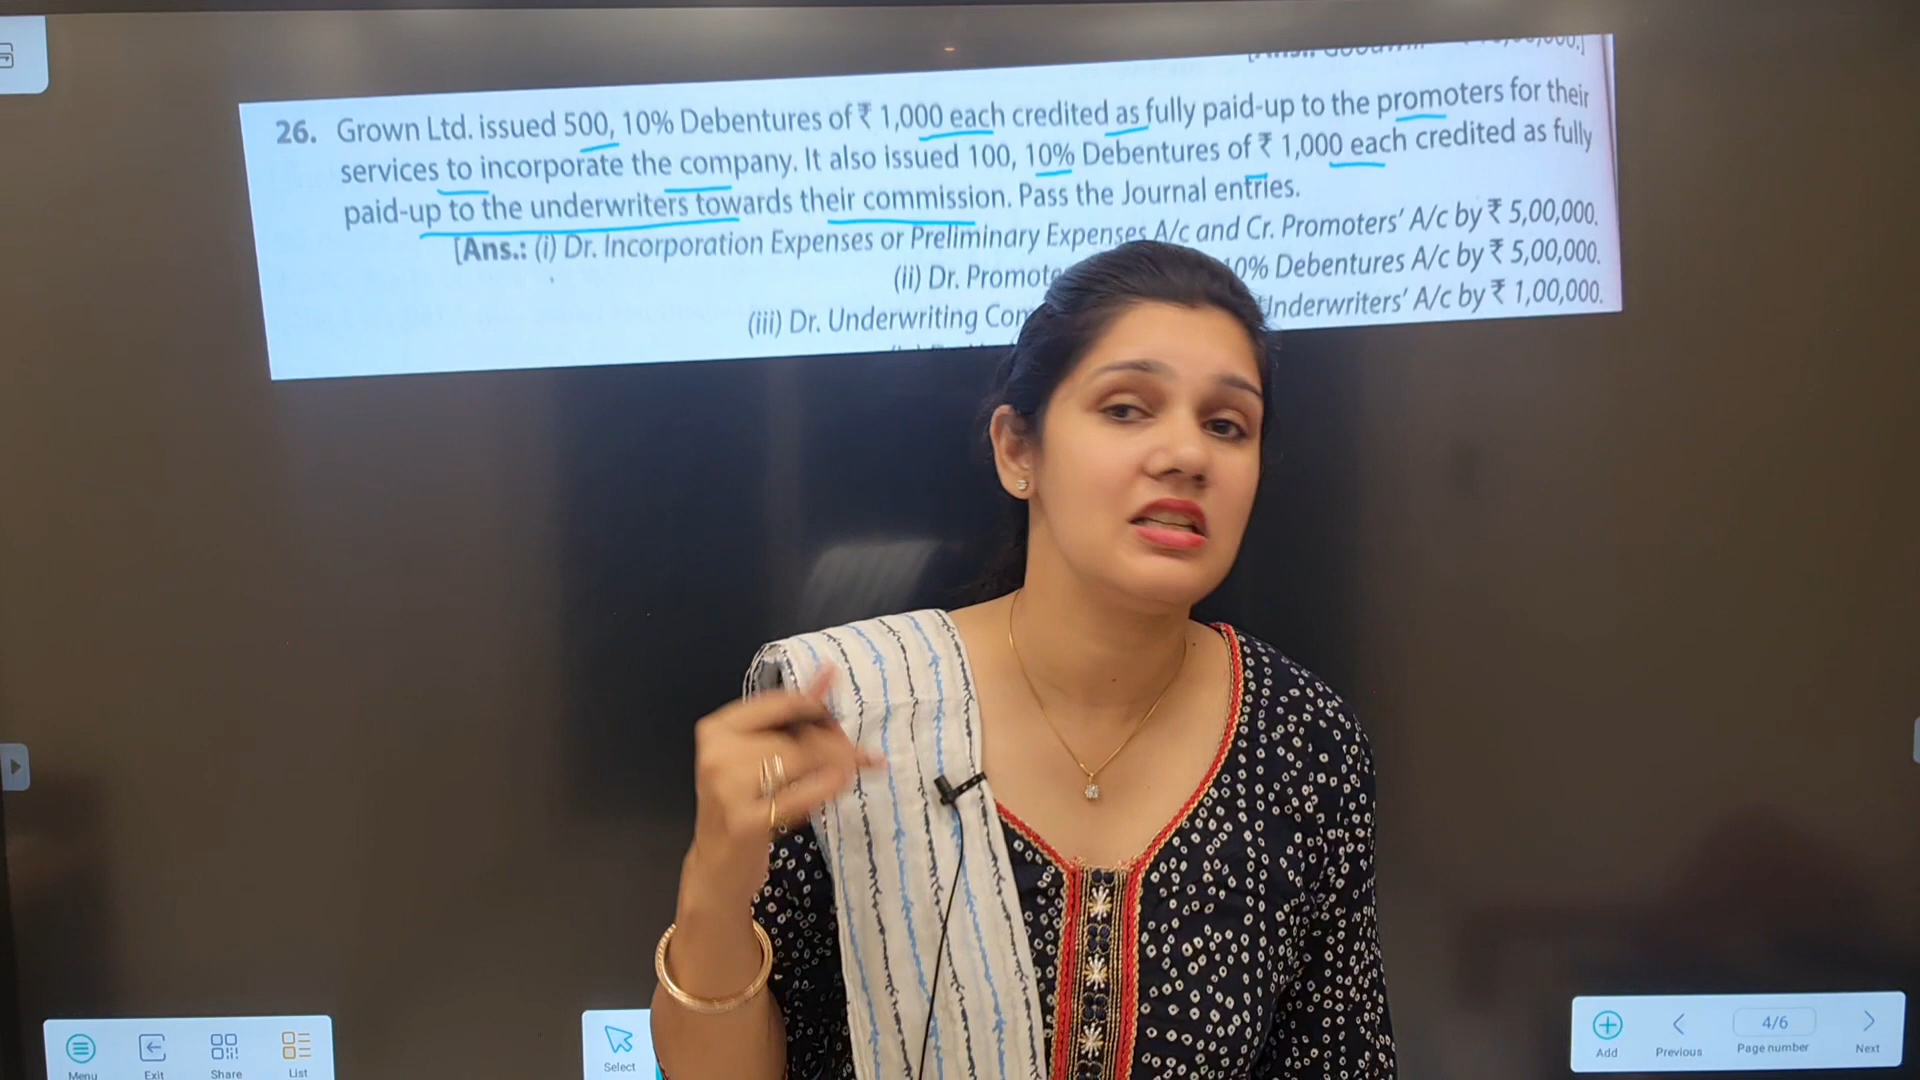 26. Grown Ltd. issued 500, 10% Debentures of ₹ 1,000 each credited as fully paid-up to the promoters for their
services to incorporate the company. It also issued 100, 10% Debentures of ₹ 1,000 each credited as fully
paid-up to the underwriters towards their commission. Pass the Journal entries.
[Ans.: (i) Dr. Incorporation Expenses or Preliminary Expenses A/c and Cr. Promoters' A/c by ₹ 5,00,000.
(ii) Dr. Promote 10% Debentures A/c by ₹ 5,00,000.
(iii) Dr. Underwriting Com Underwriters' A/c by ₹ 1,00,000.
Menu Exit Share List
Select
Add Previous 4/6 Page number Next